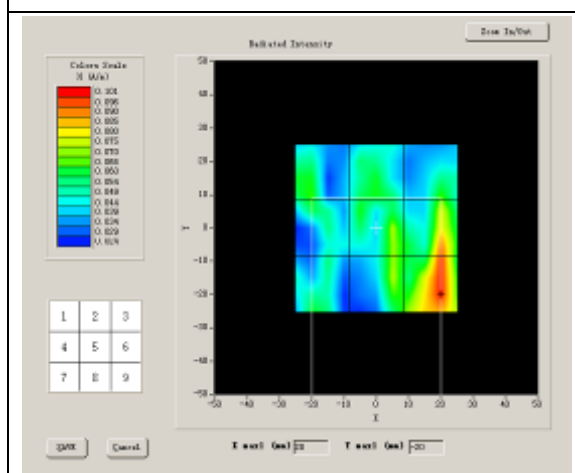 Zoom In/Out
Radiated Intensity
Colors Scale
H (A/m)
0.101
0.096
0.090
0.085
0.080
0.075
0.070
0.065
0.060
0.054
0.049
0.044
0.039
0.034
0.029
0.024
50
40
30
20
10
0
-10
-20
-30
-40
-50
Y
-50 -40 -30 -20 -10 0 10 20 30 40 50
X
1 2 3
4 5 6
7 8 9
SAVE Cancel
X maxl (mm) 20 Y maxl (mm) -20